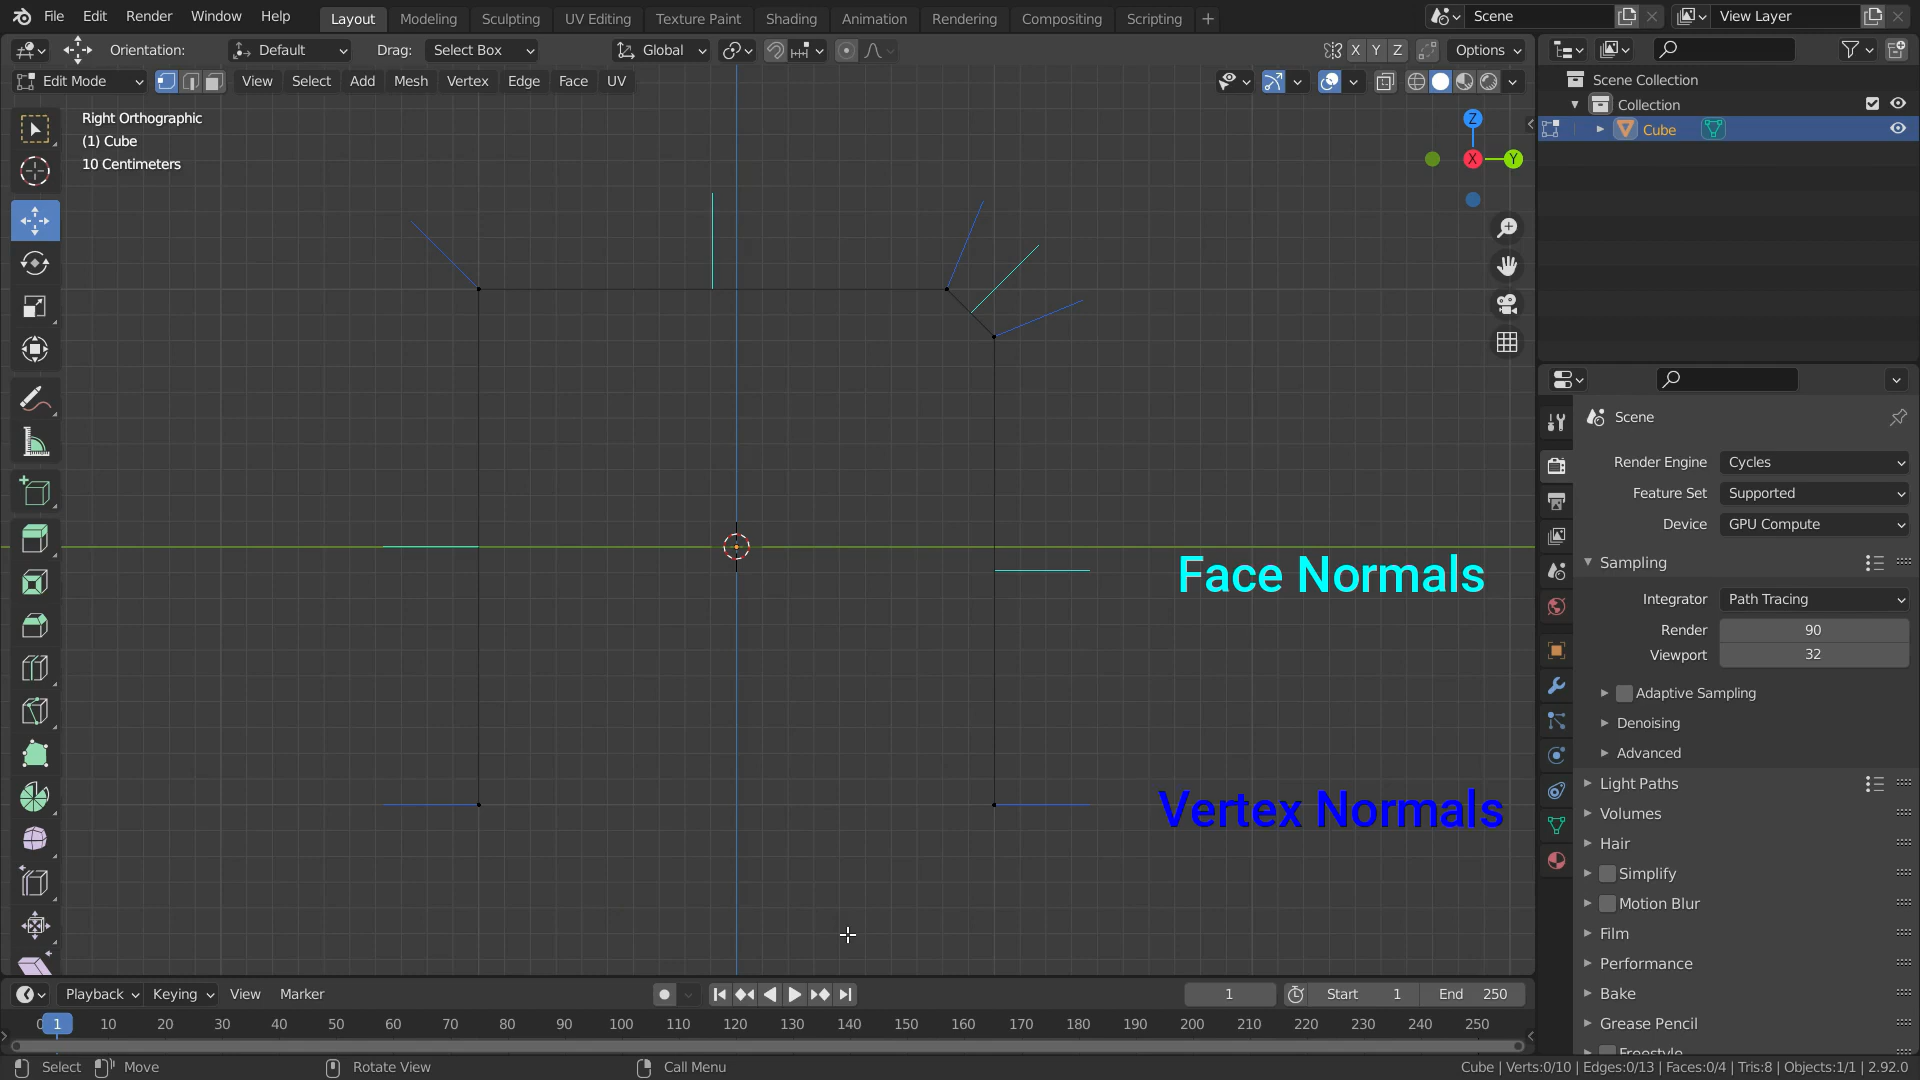 File Edit Render Window Help Layout Modeling Sculpting UV Editing Texture Paint Shading Animation Rendering Compositing Scripting + Scene View Layer
Orientation: Default Drag: Select Box Global X Y Z Options
Edit Mode View Select Add Mesh Vertex Edge Face UV
Scene Collection
Collection
Cube
Right Orthographic
(1) Cube
10 Centimeters
Z
X
Y
Scene
Render Engine Cycles
Feature Set Supported
Device GPU Compute
Sampling
Integrator Path Tracing
Render 90
Viewport 32
Adaptive Sampling
Denoising
Advanced
Light Paths
Volumes
Hair
Simplify
Motion Blur
Film
Performance
Bake
Grease Pencil
Freestyle
Face Normals
Vertex Normals
Playback Keying View Marker 1 Start 1 End 250
0 1 10 20 30 40 50 60 70 80 90 100 110 120 130 140 150 160 170 180 190 200 210 220 230 240 250
Select Move Rotate View Call Menu Cube | Verts:0/10 | Edges:0/13 | Faces:0/4 | Tris:8 | Objects:1/1 | 2.92.0